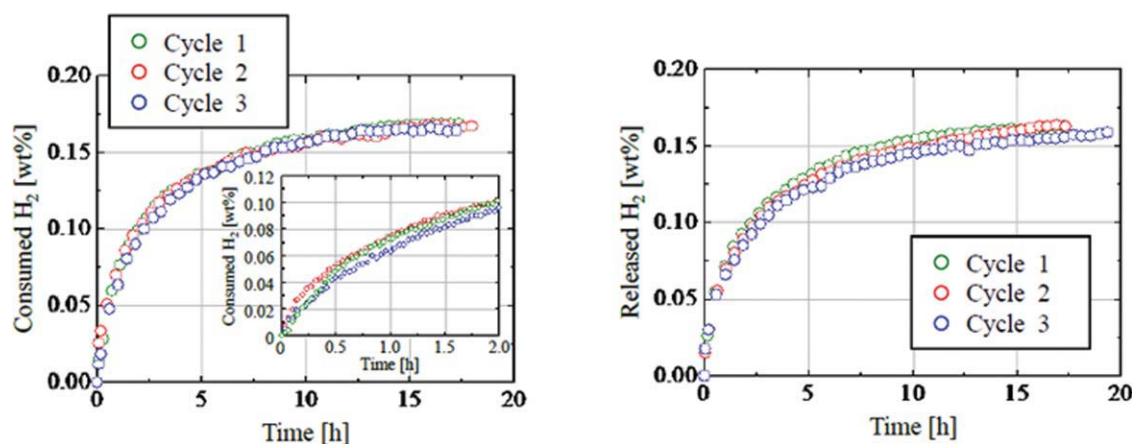 Cycle 1
Cycle 2
Cycle 3
Consumed H₂ [wt%]
0.20
0.15
0.10
0.05
0.00
0 5 10 15 20
Time [h]
Consumed H₂ [wt%]
0.12
0.10
0.08
0.06
0.04
0.02
0
0 0.5 1.0 1.5 2.0
Time [h]
Released H₂ [wt%]
0.20
0.15
0.10
0.05
0.00
0 5 10 15 20
Time [h]
Cycle 1
Cycle 2
Cycle 3